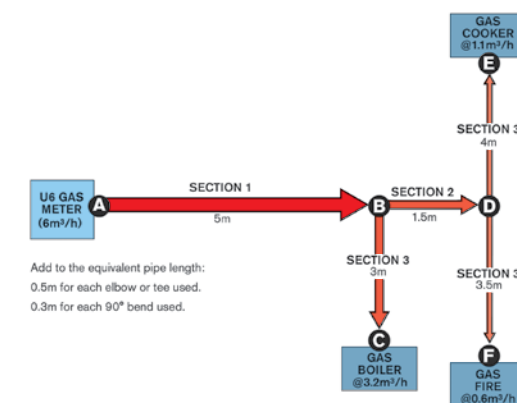 GAS
COOKER
@1.1m³/h
E
SECTION 3
4m
U6 GAS
METER
(6m³/h)
A
SECTION 1
5m
B
SECTION 2
1.5m
D
Add to the equivalent pipe length:
0.5m for each elbow or tee used.
0.3m for each 90° bend used.
SECTION 3
3m
SECTION 3
3.5m
C
GAS
BOILER
@3.2m³/h
F
GAS
FIRE
@0.6m³/h